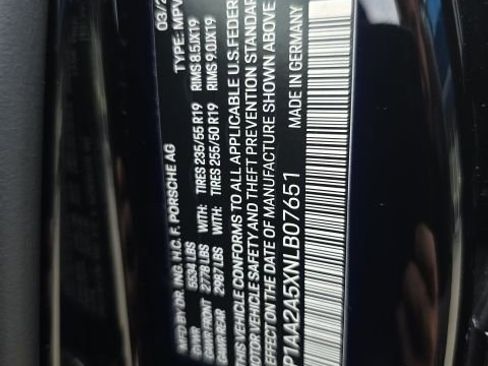 MFD BY DR. ING. H.C. F. PORSCHE AG
03/2
GVWR 5534 LBS TYPE: MPV
GAWR FRONT 2778 LBS WITH: TIRES 235/55 R19 RIMS 8.5JX19
GAWR REAR 2987 LBS WITH: TIRES 255/50 R19 RIMS 9.0JX19
THIS VEHICLE CONFORMS TO ALL APPLICABLE U.S. FEDER
MOTOR VEHICLE SAFETY AND THEFT PREVENTION STANDAR
EFFECT ON THE DATE OF MANUFACTURE SHOWN ABOVE
P1AA2A5XNLB07651 MADE IN GERMANY